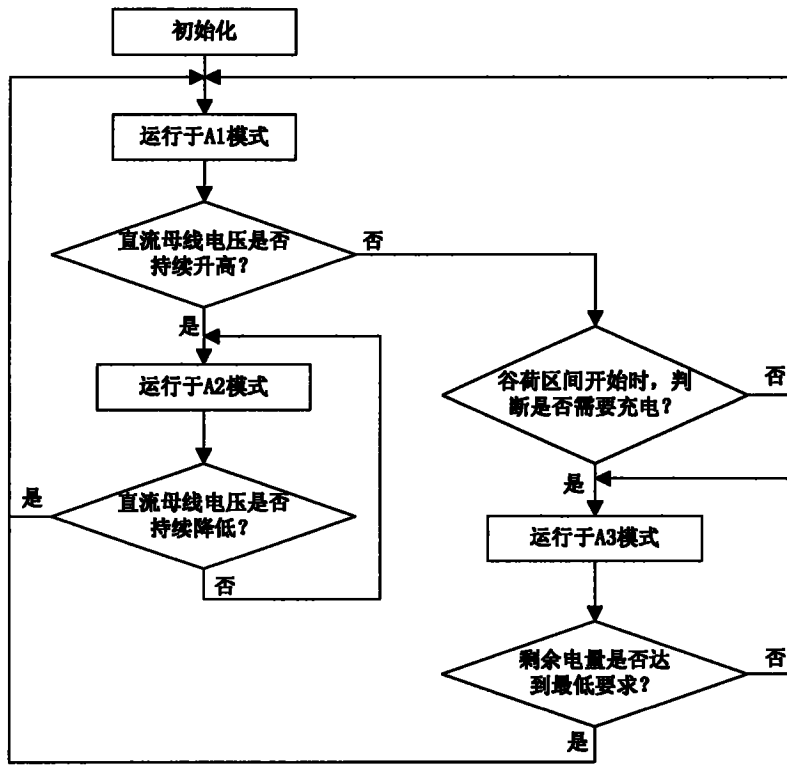 初始化
运行于A1模式
直流母线电压是否
持续升高?
否
是
运行于A2模式
谷荷区间开始时，判
断是否需要充电?
否
是
直流母线电压是否
持续降低?
是
运行于A3模式
否
剩余电量是否达
到最低要求?
否
是